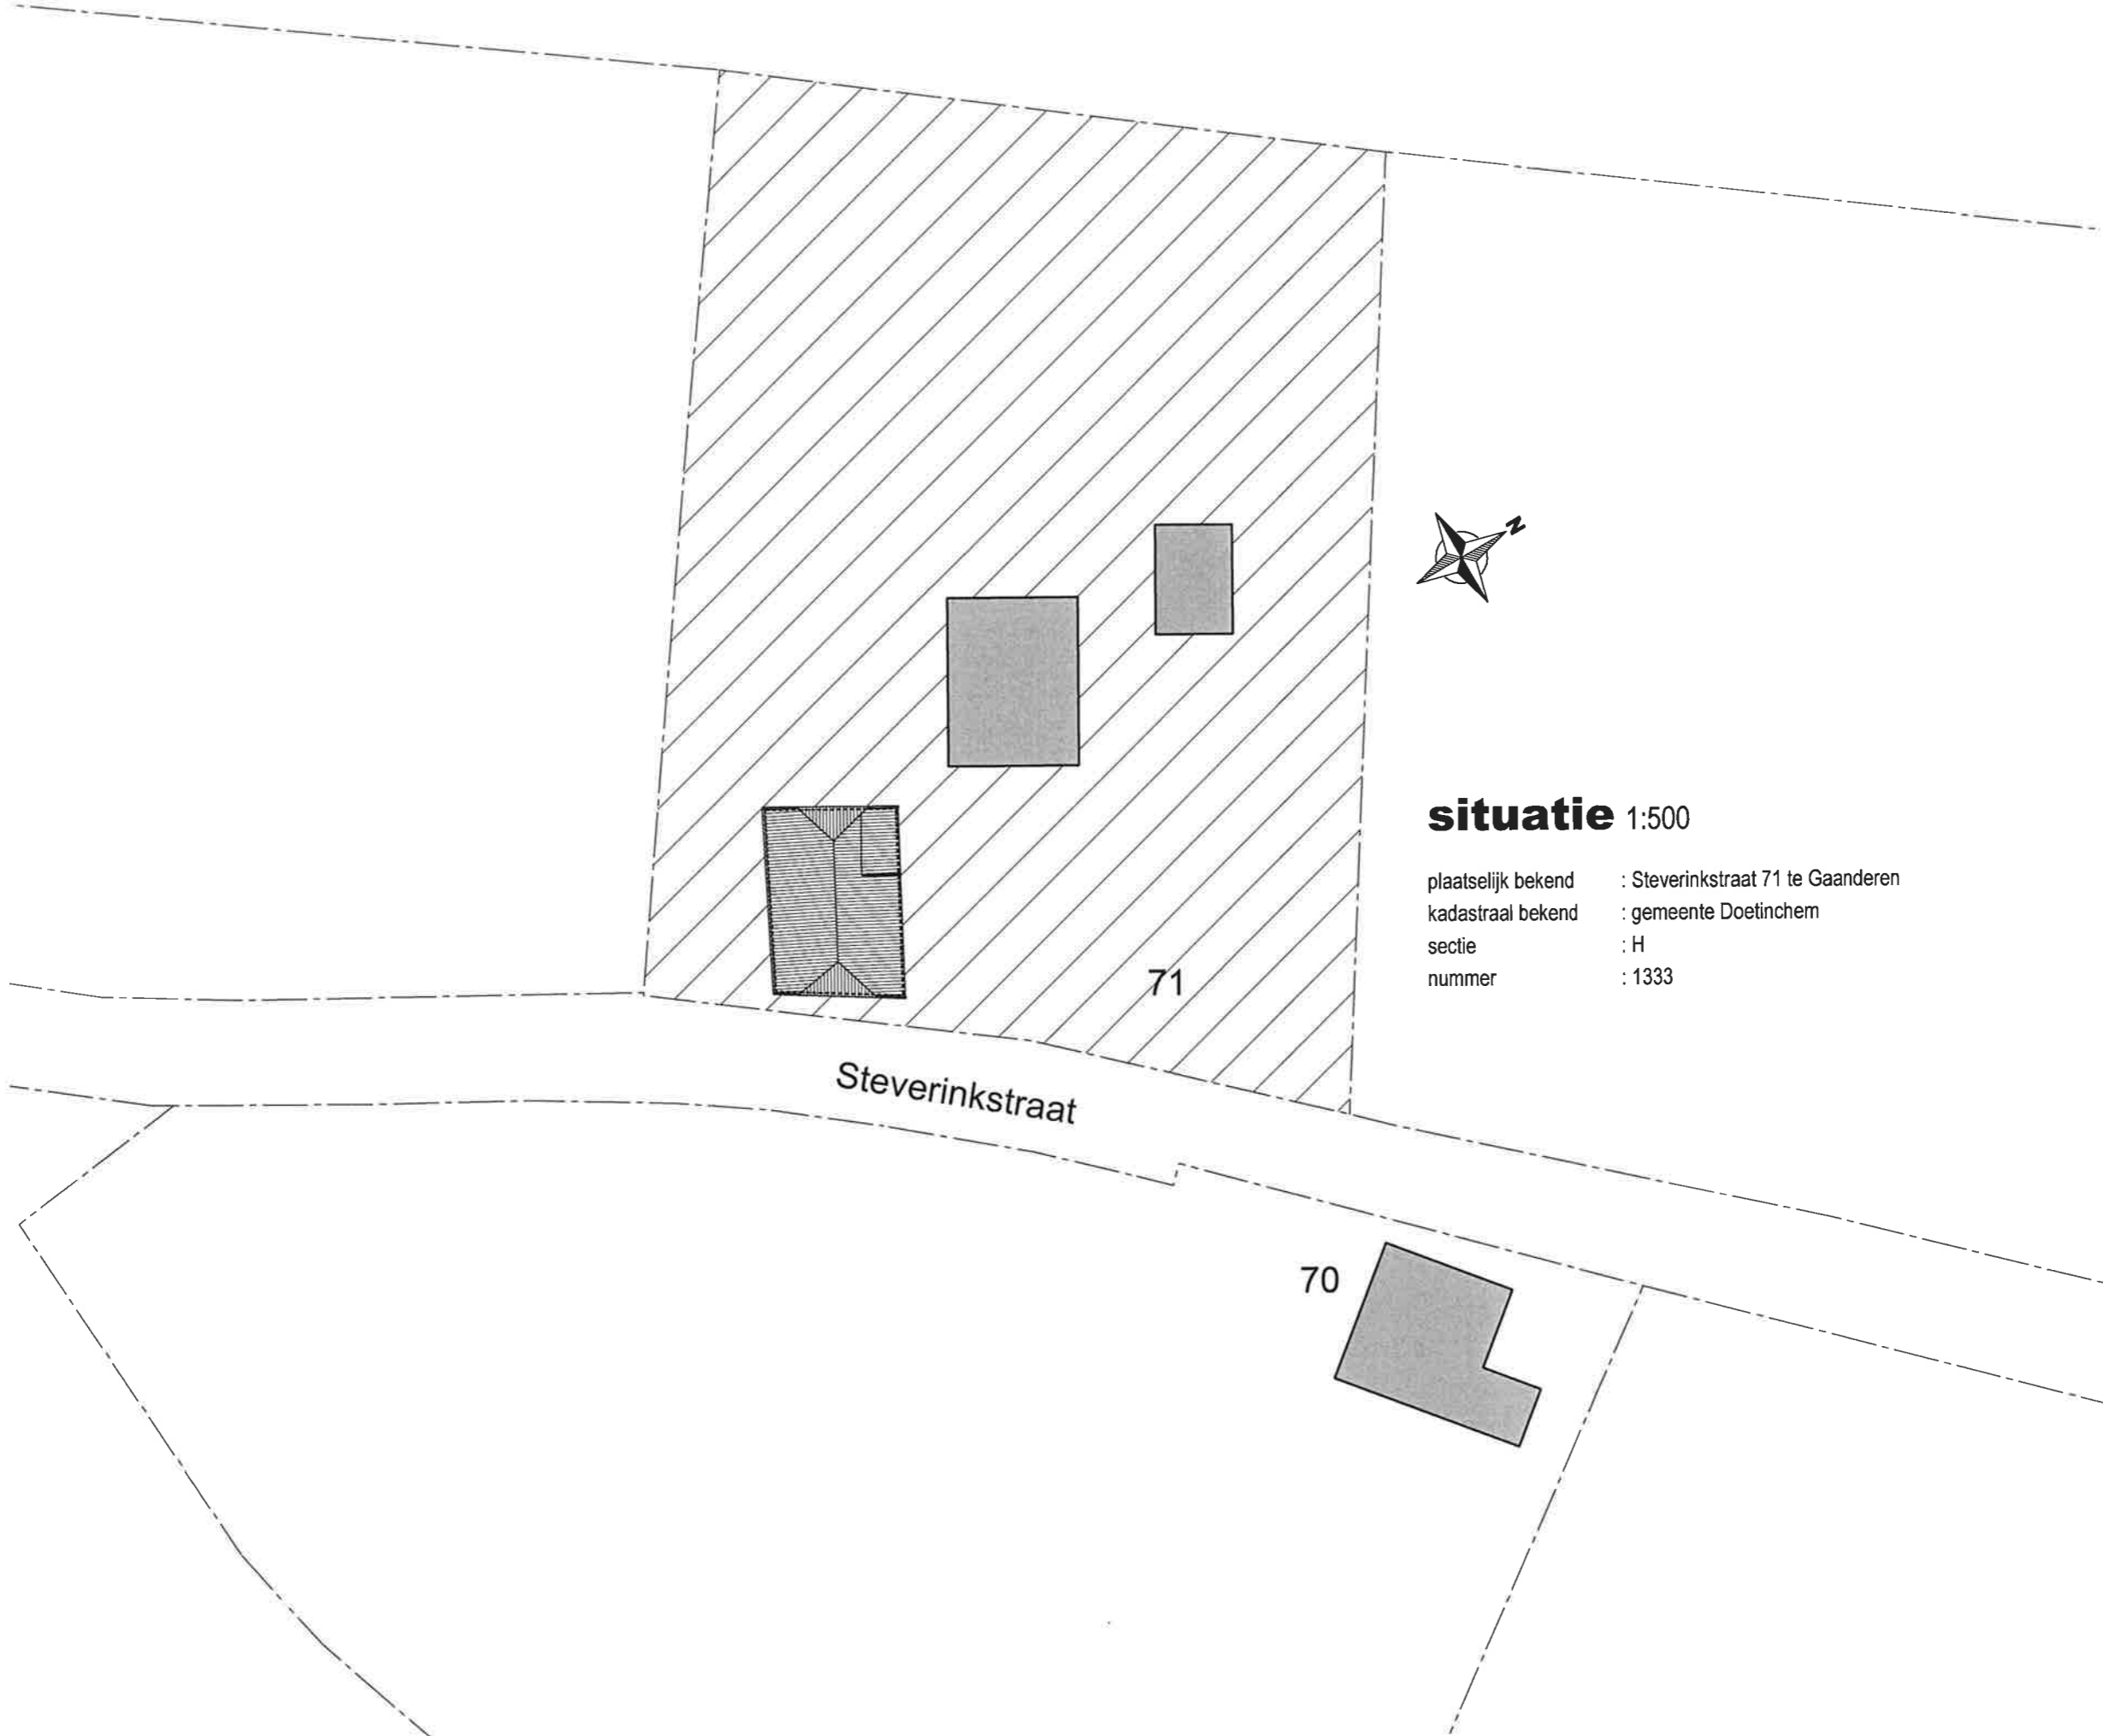 N
situatie 1:500
plaatselijk bekend : Steverinkstraat 71 te Gaanderen
kadastraal bekend : gemeente Doetinchem
sectie : H
nummer : 1333
71
Steverinkstraat
70